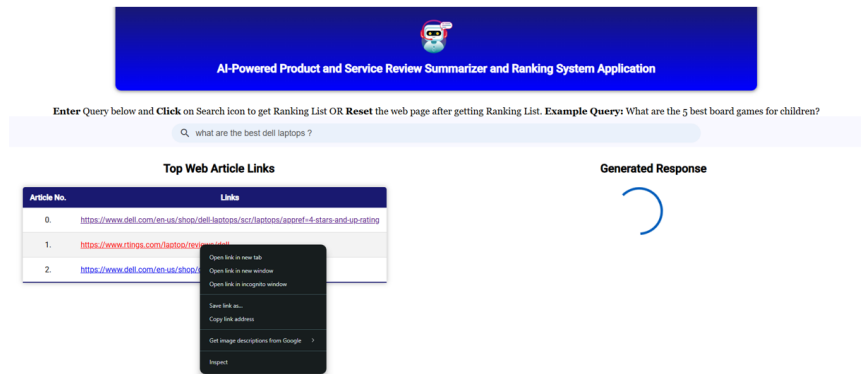 AI-Powered Product and Service Review Summarizer and Ranking System Application
Enter Query below and Click on Search icon to get Ranking List OR Reset the web page after getting Ranking List. Example Query: What are the 5 best board games for children?
what are the best dell laptops ?
Top Web Article Links
Article No. Links
0. https://www.dell.com/en-us/shop/dell-laptops/scr/laptops/appref=4-stars-and-up-rating
1. https://www.rtings.com/laptop/reviews/dell
2. https://www.dell.com/en-us/shop/
Open link in new tab
Open link in new window
Open link in incognito window
Save link as...
Copy link address
Get image descriptions from Google
Inspect
Generated Response